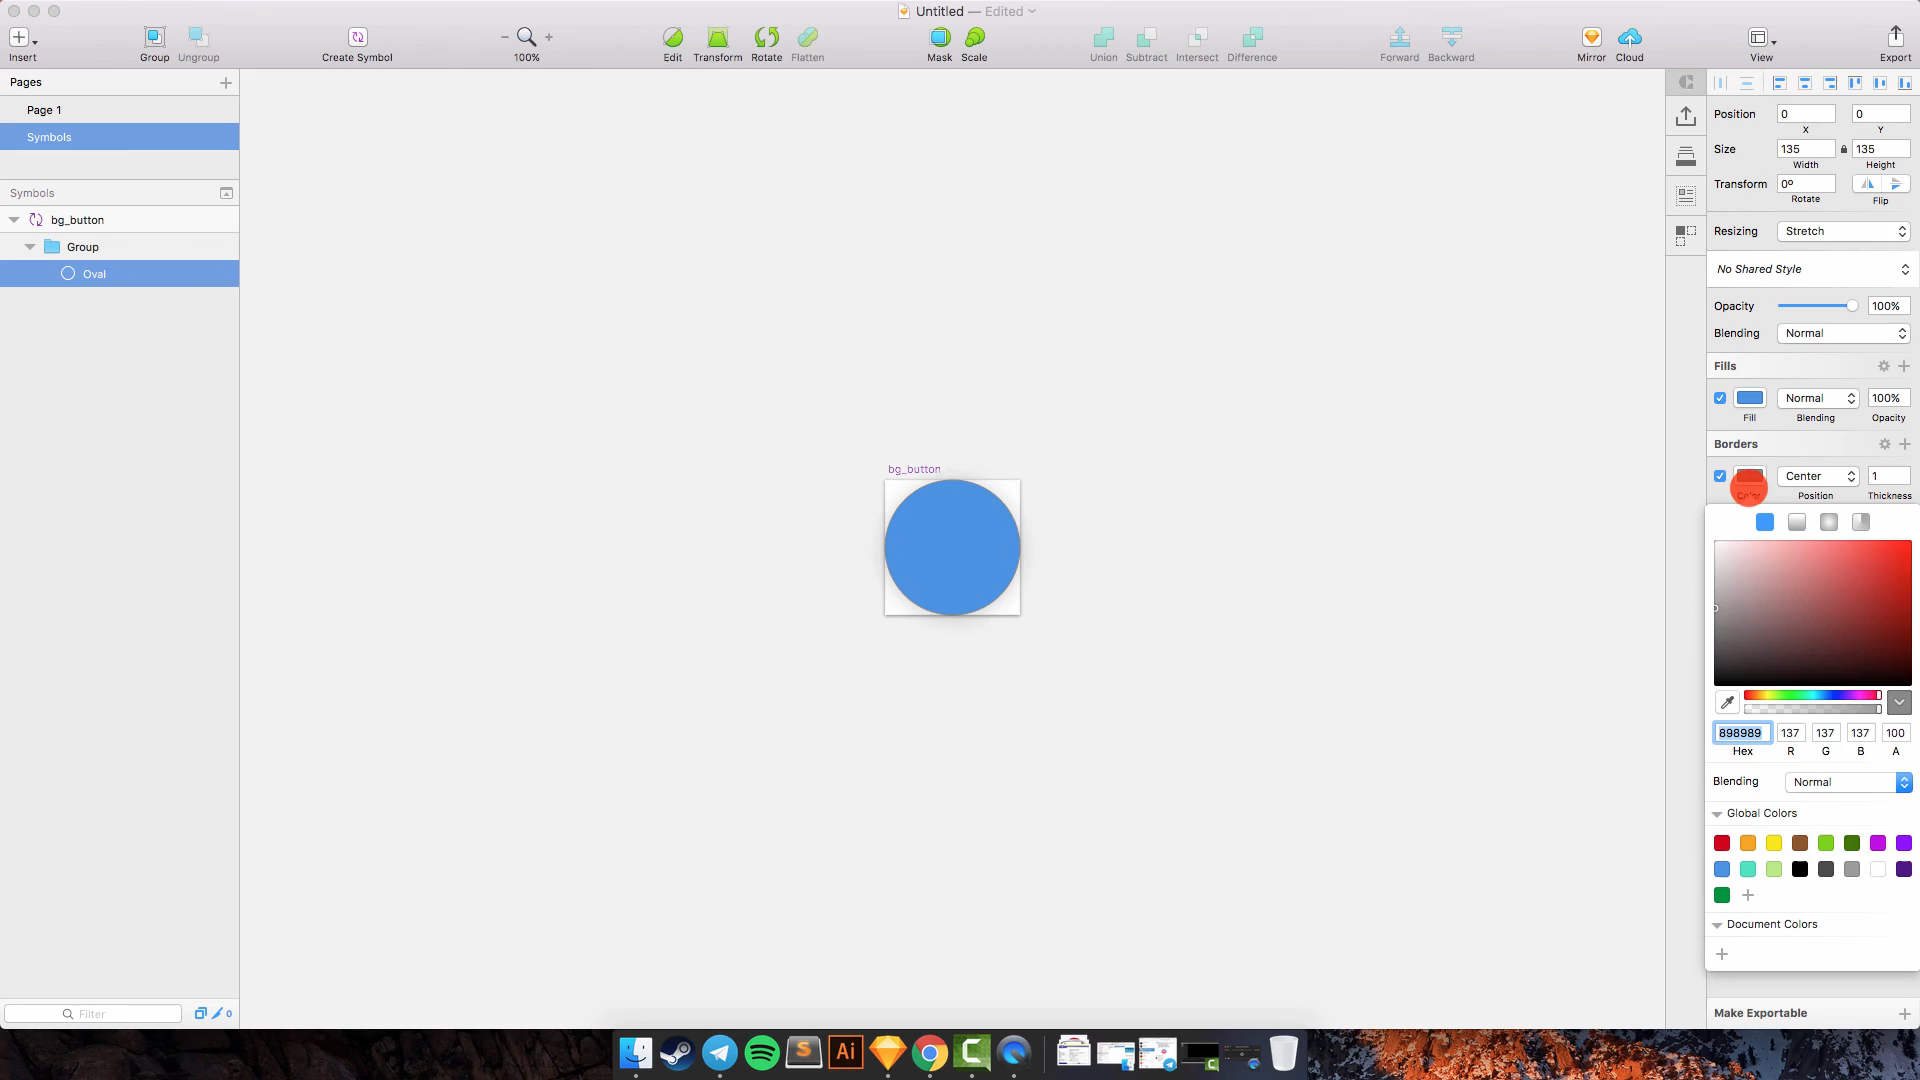 Untitled — Edited
Insert
Group
Ungroup
Create Symbol
100%
Edit
Transform
Rotate
Flatten
Mask
Scale
Union
Subtract
Intersect
Difference
Forward
Backward
Mirror
Cloud
View
Export
Pages
Page 1
Symbols
Symbols
bg_button
Group
Oval
Filter
0
bg_button
Position
0
0
X
Y
Size
135
135
Width
Height
Transform
0º
Rotate
Flip
Resizing
Stretch
No Shared Style
Opacity
100%
Blending
Normal
Fills
Normal
100%
Fill
Blending
Opacity
Borders
Center
1
Color
Position
Thickness
898989
137
137
137
100
Hex
R
G
B
A
Blending
Normal
Global Colors
Document Colors
Make Exportable
S
Ai
C